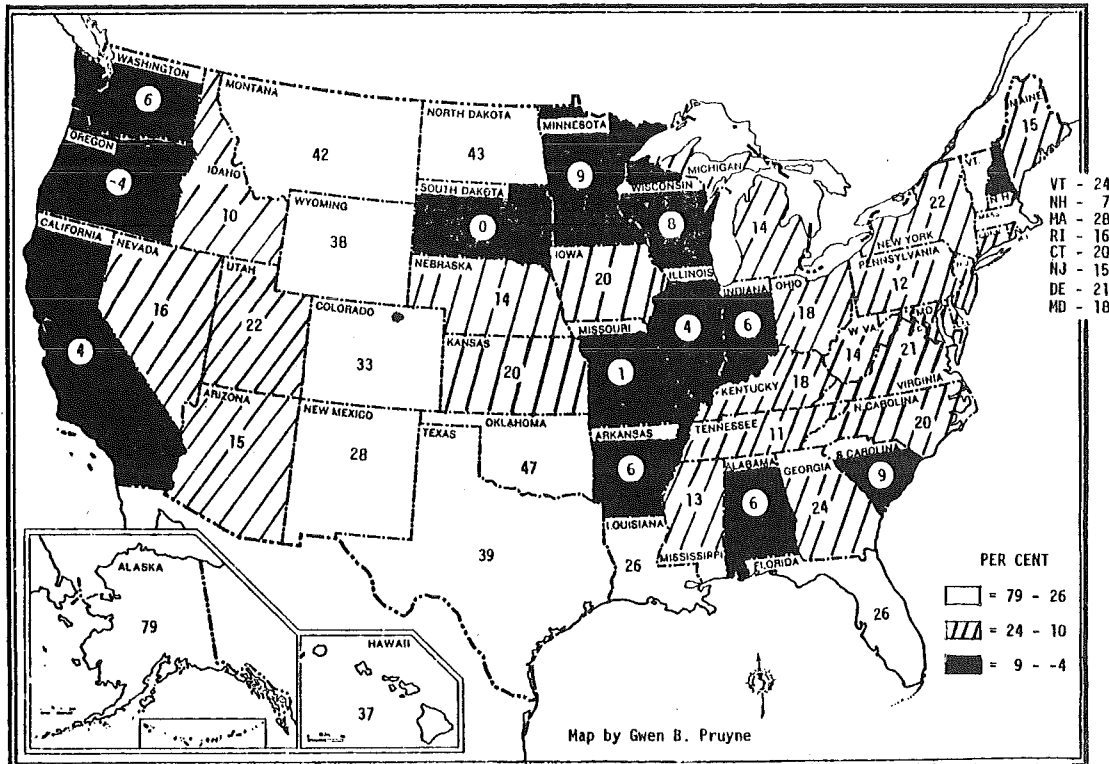 WASHINGTON
6
MONTANA
42
NORTH DAKOTA
43
MINNESOTA
9
MAINE
15
OREGON
-4
IDAHO
10
WYOMING
38
SOUTH DAKOTA
0
WISCONSIN
8
MICHIGAN
14
VT.
N H
MASS
NEW YORK
22
CALIFORNIA
4
NEVADA
16
UTAH
22
COLORADO
33
NEBRASKA
14
IOWA
20
ILLINOIS
4
INDIANA
6
OHIO
18
PENNSYLVANIA
12
N J
W VA
14
MD
VIRGINIA
21
KANSAS
20
MISSOURI
1
KENTUCKY
18
ARIZONA
15
NEW MEXICO
28
TEXAS
39
OKLAHOMA
47
ARKANSAS
6
TENNESSEE
11
N CAROLINA
20
S CAROLINA
9
LOUISIANA
26
MISSISSIPPI
13
ALABAMA
6
GEORGIA
24
FLORIDA
26
ALASKA
79
HAWAII
37
VT - 24
NH - 7
MA - 28
RI - 16
CT - 20
NJ - 15
DE - 21
MD - 18
PER CENT
= 79 - 26
= 24 - 10
= 9 - -4
Map by Gwen B. Pruyne